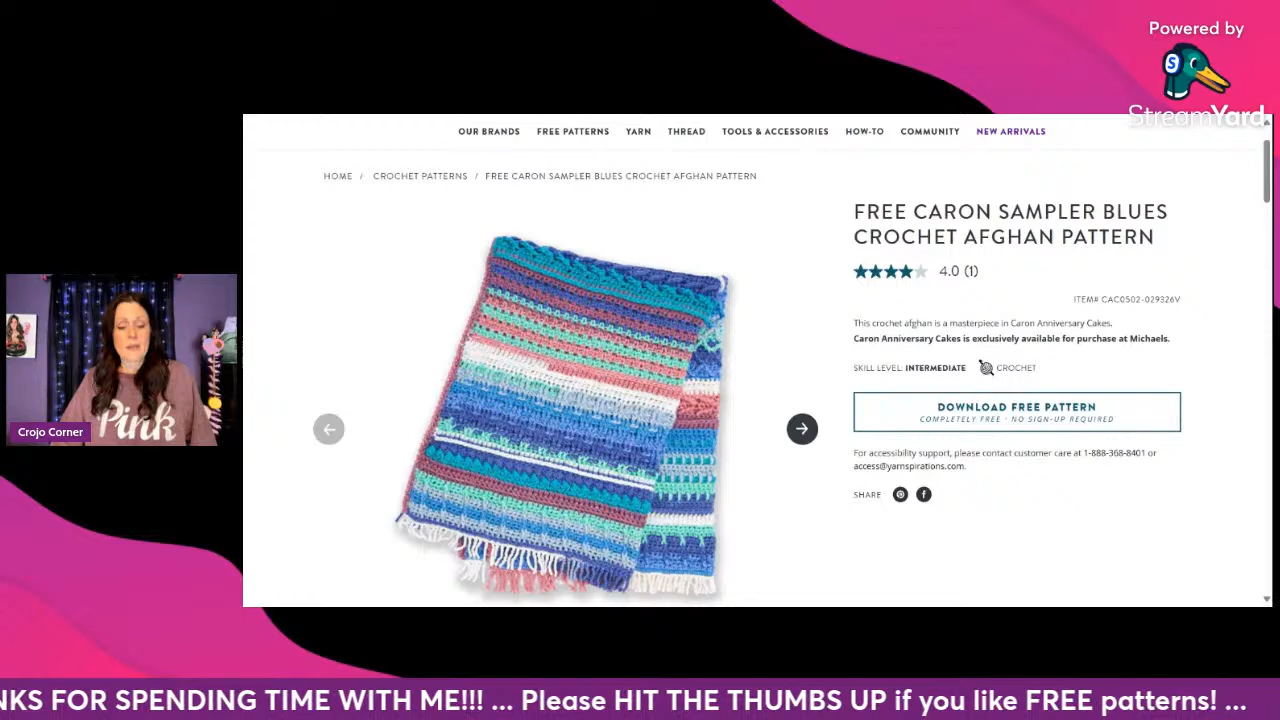 Powered by
StreamYard
OUR BRANDS FREE PATTERNS YARN THREAD TOOLS & ACCESSORIES HOW-TO COMMUNITY NEW ARRIVALS
HOME / CROCHET PATTERNS / FREE CARON SAMPLER BLUES CROCHET AFGHAN PATTERN
FREE CARON SAMPLER BLUES
CROCHET AFGHAN PATTERN
4.0 (1)
ITEM# CAC0502-029326V
This crochet afghan is a masterpiece in Caron Anniversary Cakes.
Caron Anniversary Cakes is exclusively available for purchase at Michaels.
SKILL LEVEL: INTERMEDIATE CROCHET
DOWNLOAD FREE PATTERN
COMPLETELY FREE - NO SIGN-UP REQUIRED
For accessibility support, please contact customer care at 1-888-368-8401 or
access@yarnspirations.com.
SHARE
Pink
Crojo Corner
NKS FOR SPENDING TIME WITH ME!!! ... Please HIT THE THUMBS UP if you like FREE patterns! ...